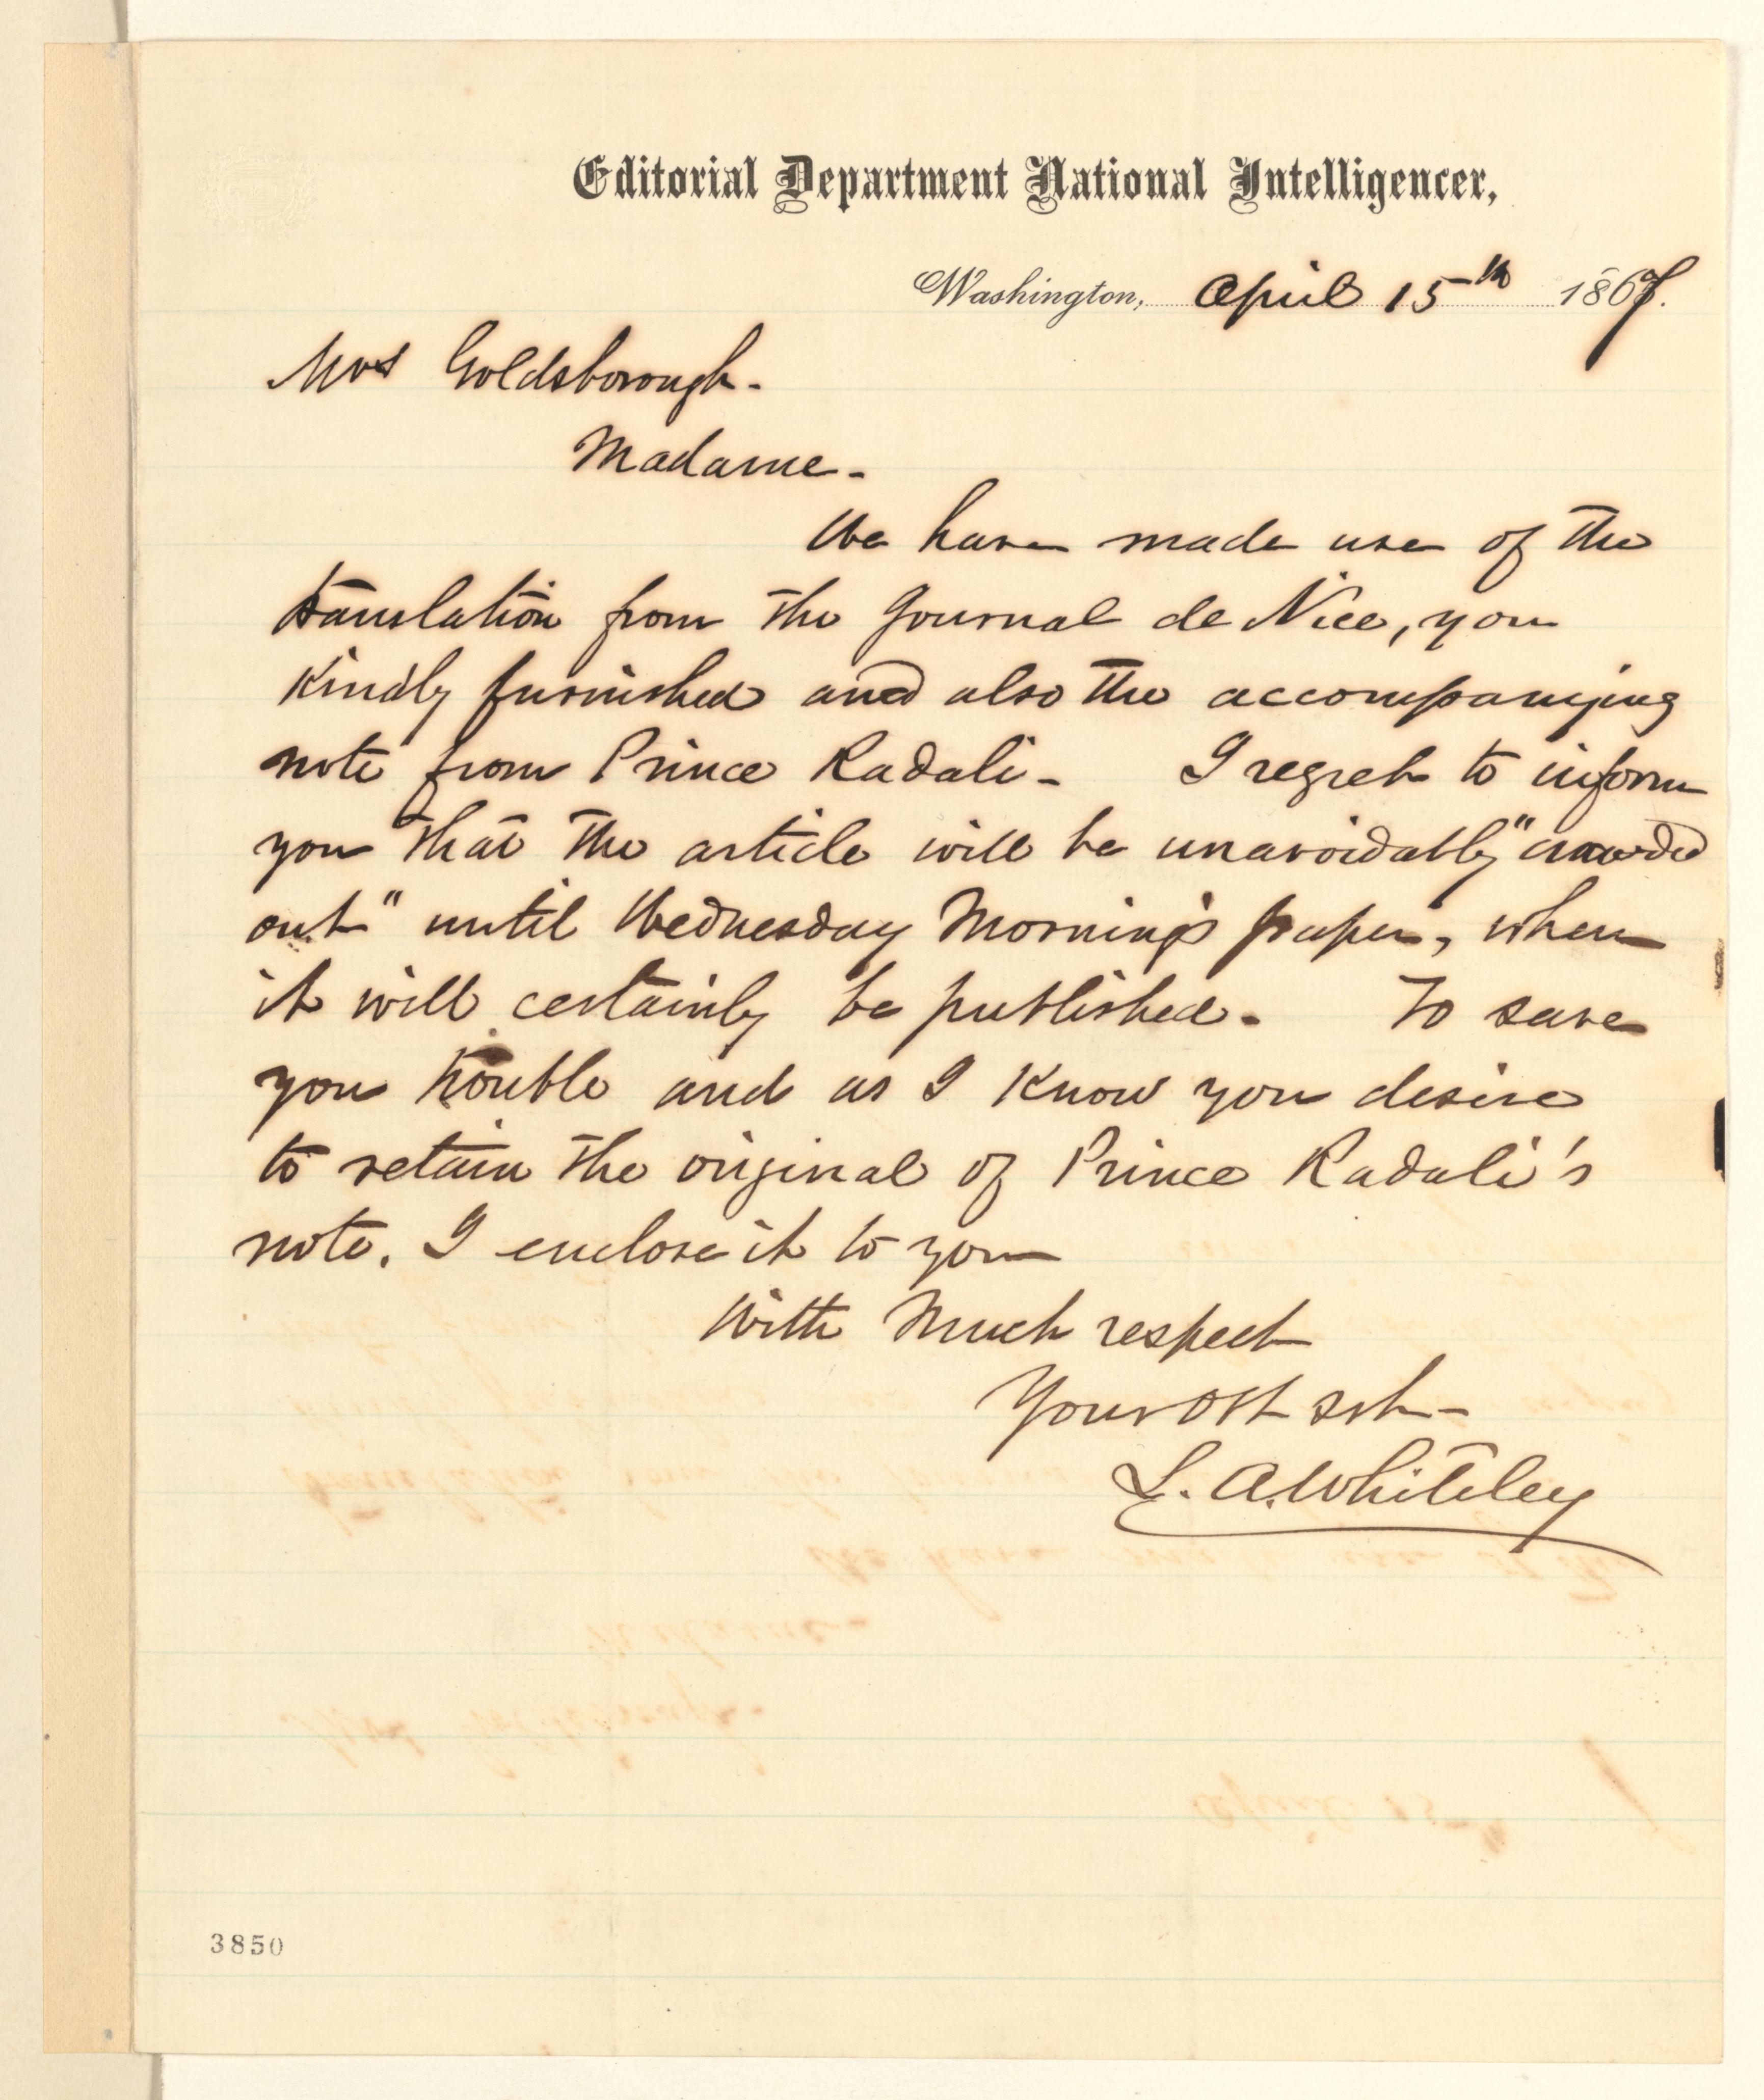 Editorial Department National Intelligencer,
Washington, April 15th 1867.
Mrs Goldsborough.
Madame.
We have made use of the
translation from the Journal de Nice, you
kindly furnished and also the accompanying
note from Prince Radali - I regret to inform
you that the article will be unavoidably "crowded
out" until Wednesday Morning's paper, when
it will certainly be published. To save
you trouble and as I know you desire
to retain the original of Prince Radali's
note, I enclose it to you
With Much respect
Your Obt svt -
L. A. Whiteley
3850